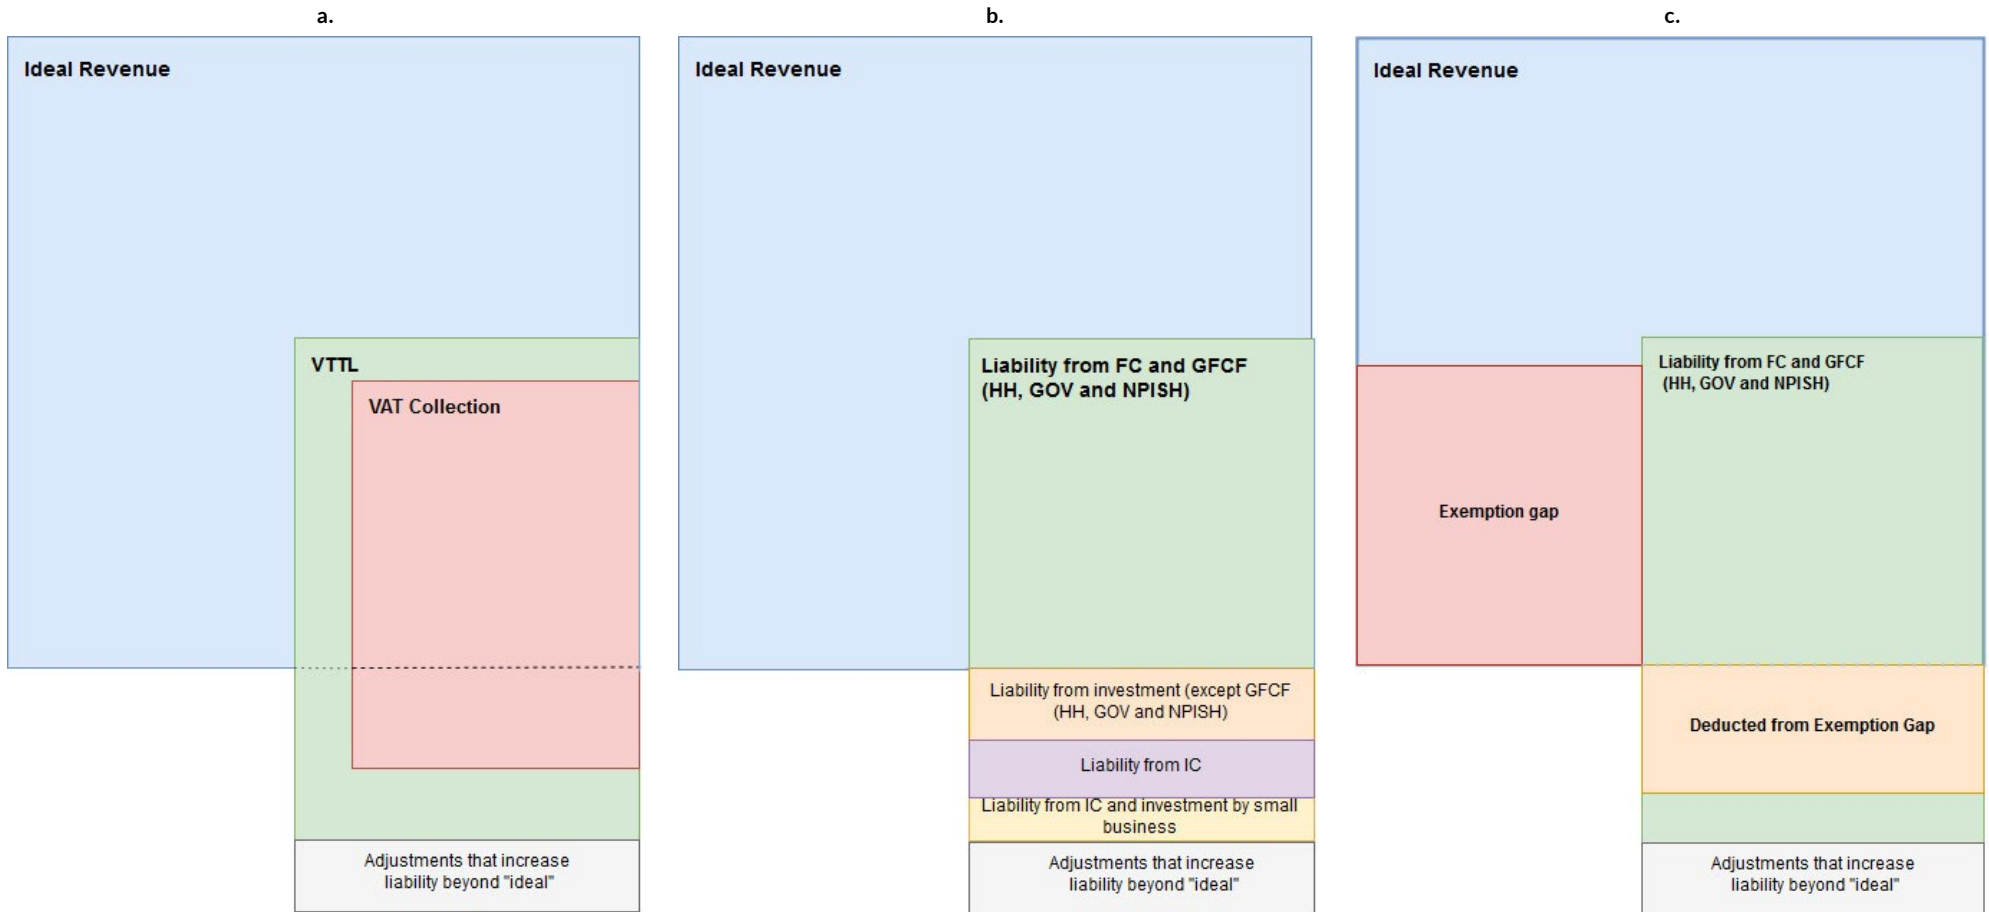 a.
Ideal Revenue
VTTL
VAT Collection
Adjustments that increase
liability beyond "ideal"
b.
Ideal Revenue
Liability from FC and GFCF
(HH, GOV and NPISH)
Liability from investment (except GFCF
(HH, GOV and NPISH)
Liability from IC
Liability from IC and investment by small
business
Adjustments that increase
liability beyond "ideal"
c.
Ideal Revenue
Liability from FC and GFCF
(HH, GOV and NPISH)
Exemption gap
Deducted from Exemption Gap
Adjustments that increase
liability beyond "ideal"